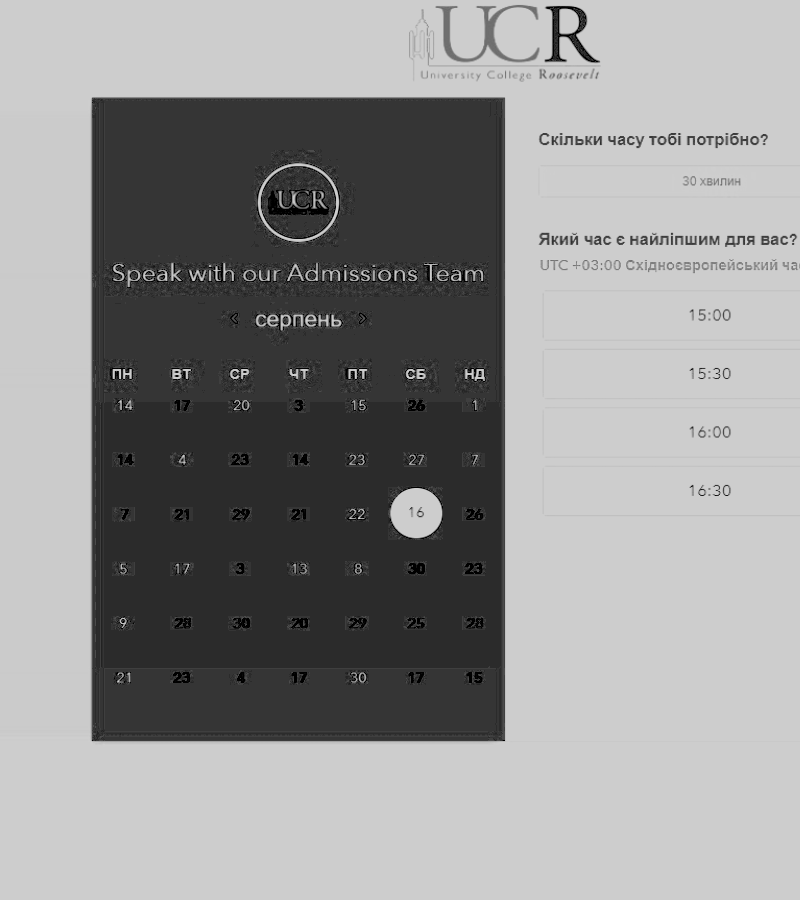 UCR
University College Roosevelt
UCR
Speak with our Admissions Team
< серпень >
ПН ВТ СР ЧТ ПТ СБ НД
14 17 20 3 15 26 1
14 4 23 14 23 27 7
7 21 29 21 22 16 26
5 17 3 13 8 30 23
9 28 30 20 29 25 28
21 23 4 17 30 17 15
Скільки часу тобі потрібно?
30 хвилин
Який час є найліпшим для вас?
UTC +03:00 Східноєвропейський
15:00
15:30
16:00
16:30